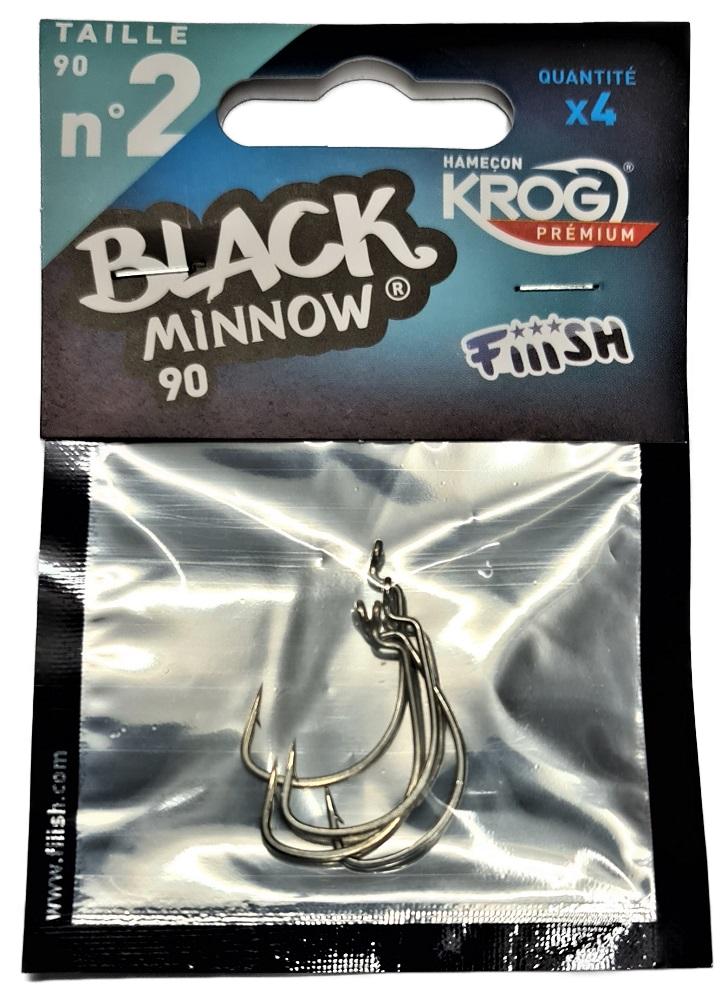 TAILLE
90
n°2
QUANTITÉ
x4
HAMEÇON
KROG®
PRÉMIUM
BLACK
MINNOW®
90
FiiiSH
www.fiiish.com